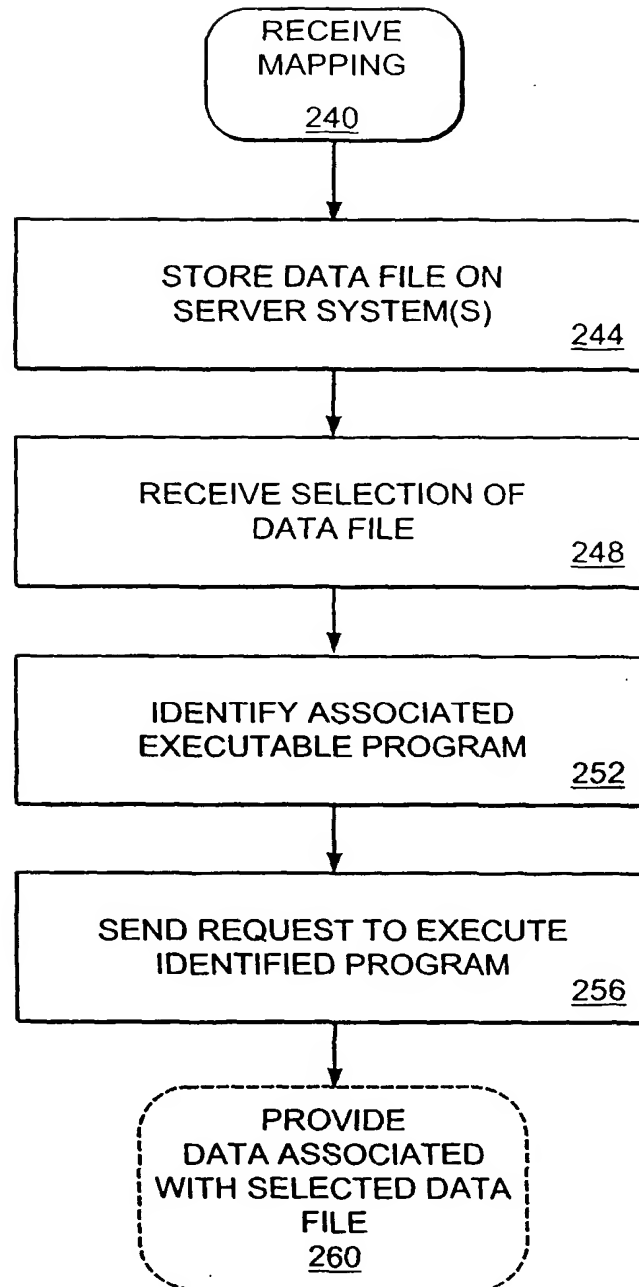 RECEIVE
MAPPING
240
STORE DATA FILE ON
SERVER SYSTEM(S)
244
RECEIVE SELECTION OF
DATA FILE
248
IDENTIFY ASSOCIATED
EXECUTABLE PROGRAM
252
SEND REQUEST TO EXECUTE
IDENTIFIED PROGRAM
256
PROVIDE
DATA ASSOCIATED
WITH SELECTED DATA
FILE
260